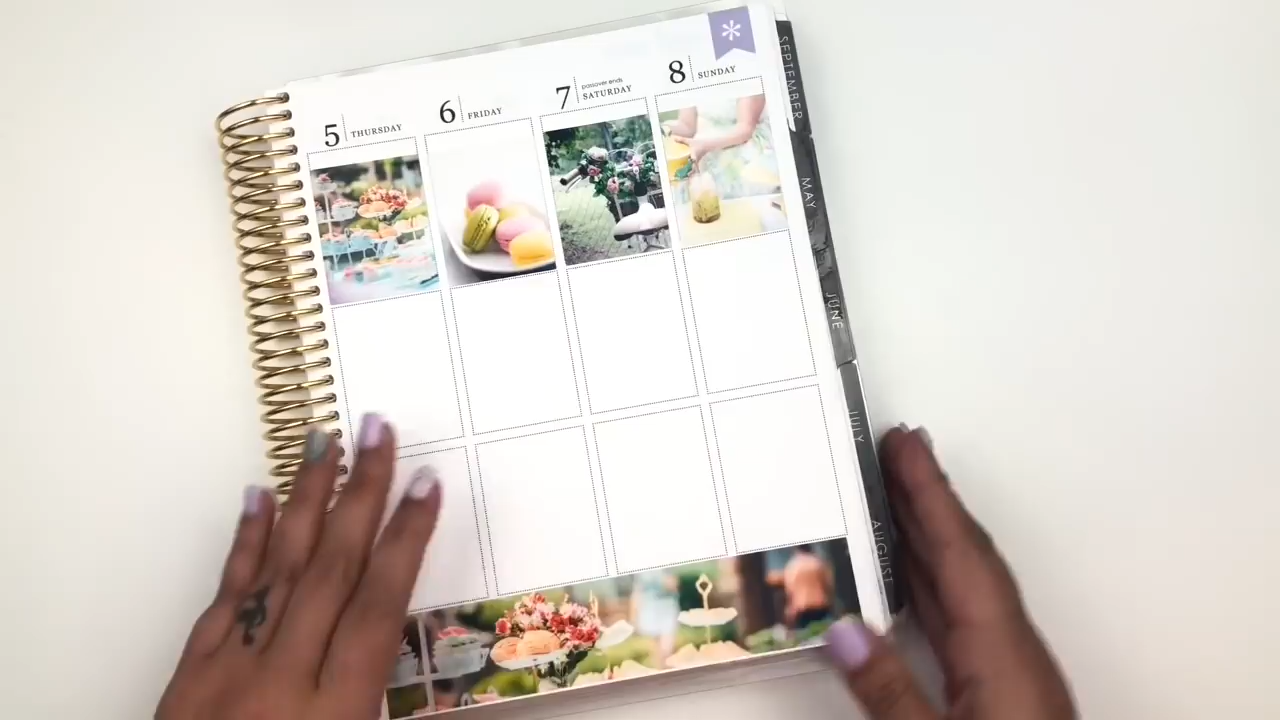 5 THURSDAY
6 FRIDAY
7 passover ends
SATURDAY
8 SUNDAY
SEPTEMBER
MAY
JUNE
JULY
AUGUST